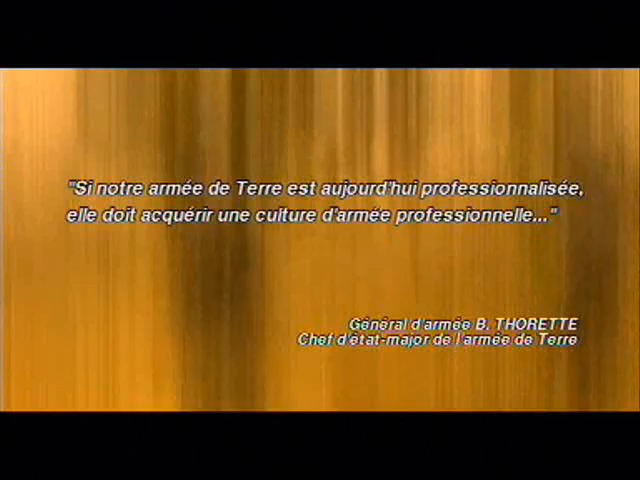 "Si notre armée de Terre est aujourd'hui professionnalisée,
elle doit acquérir une culture d'armée professionnelle..."
Général d'armée B. THORETTE
Chef d'état-major de l'armée de Terre